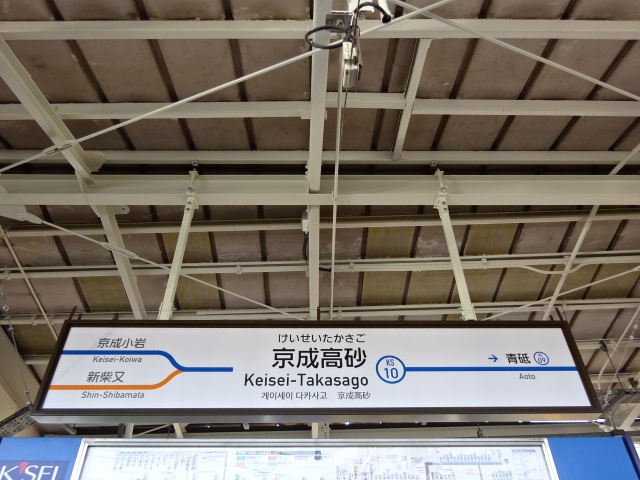 京成小岩
Keisei-Koiwa
新柴又
Shin-Shibamata
けいせいたかさご
京成高砂
Keisei-Takasago
게이세이 다카사고 京成高砂
KS
10
→ 青砥
Aoto
KS
09
K'SEI